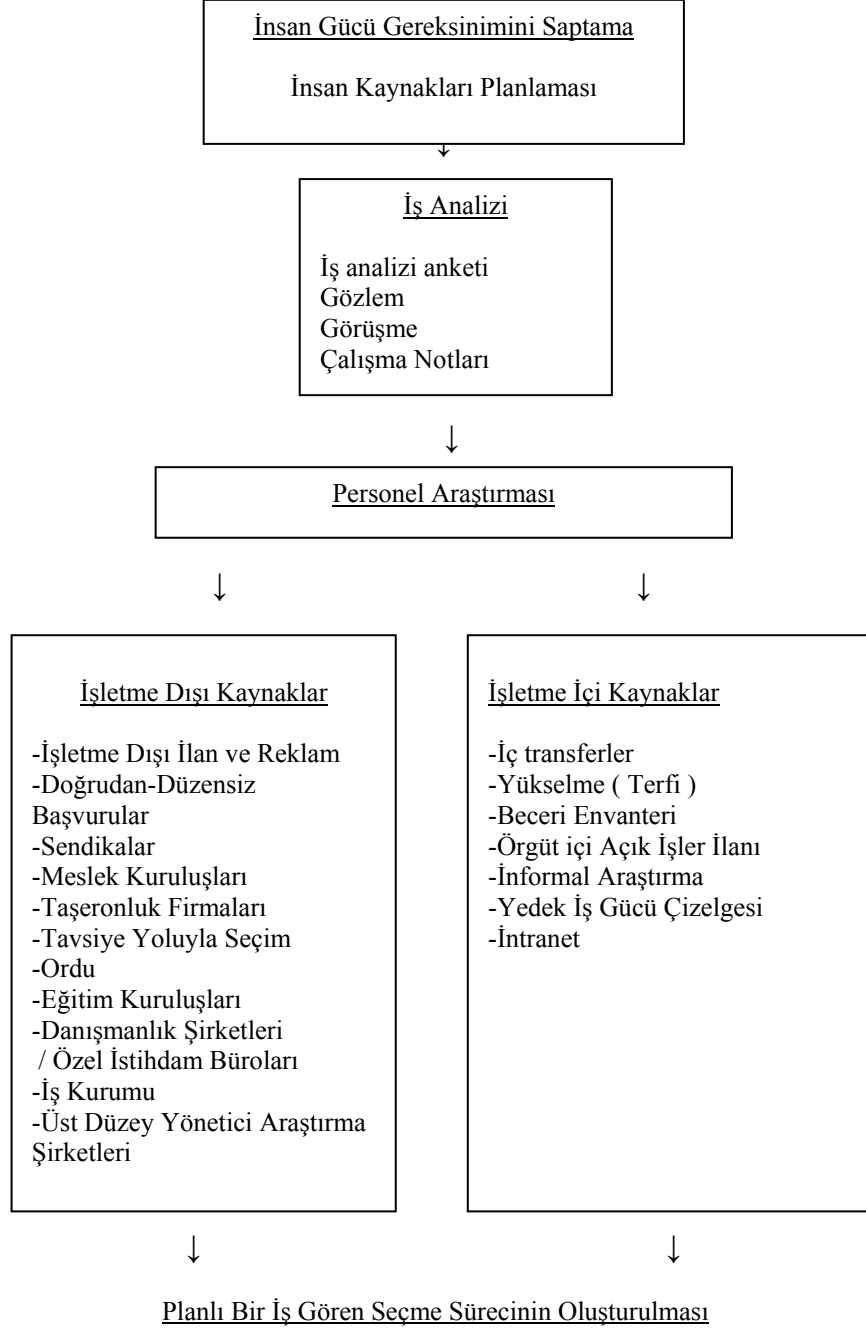 İnsan Gücü Gereksinimini Saptama
İnsan Kaynakları Planlaması
↓
İş Analizi
İş analizi anketi
Gözlem
Görüşme
Çalışma Notları
↓
Personel Araştırması
↓ ↓
İşletme Dışı Kaynaklar
-İşletme Dışı İlan ve Reklam
-Doğrudan-Düzensiz
Başvurular
-Sendikalar
-Meslek Kuruluşları
-Taşeronluk Firmaları
-Tavsiye Yoluyla Seçim
-Ordu
-Eğitim Kuruluşları
-Danışmanlık Şirketleri
/ Özel İstihdam Büroları
-İş Kurumu
-Üst Düzey Yönetici Araştırma
Şirketleri
İşletme İçi Kaynaklar
-İç transferler
-Yükselme ( Terfi )
-Beceri Envanteri
-Örgüt içi Açık İşler İlanı
-İnformal Araştırma
-Yedek İş Gücü Çizelgesi
-İntranet
↓ ↓
Planlı Bir İş Gören Seçme Sürecinin Oluşturulması